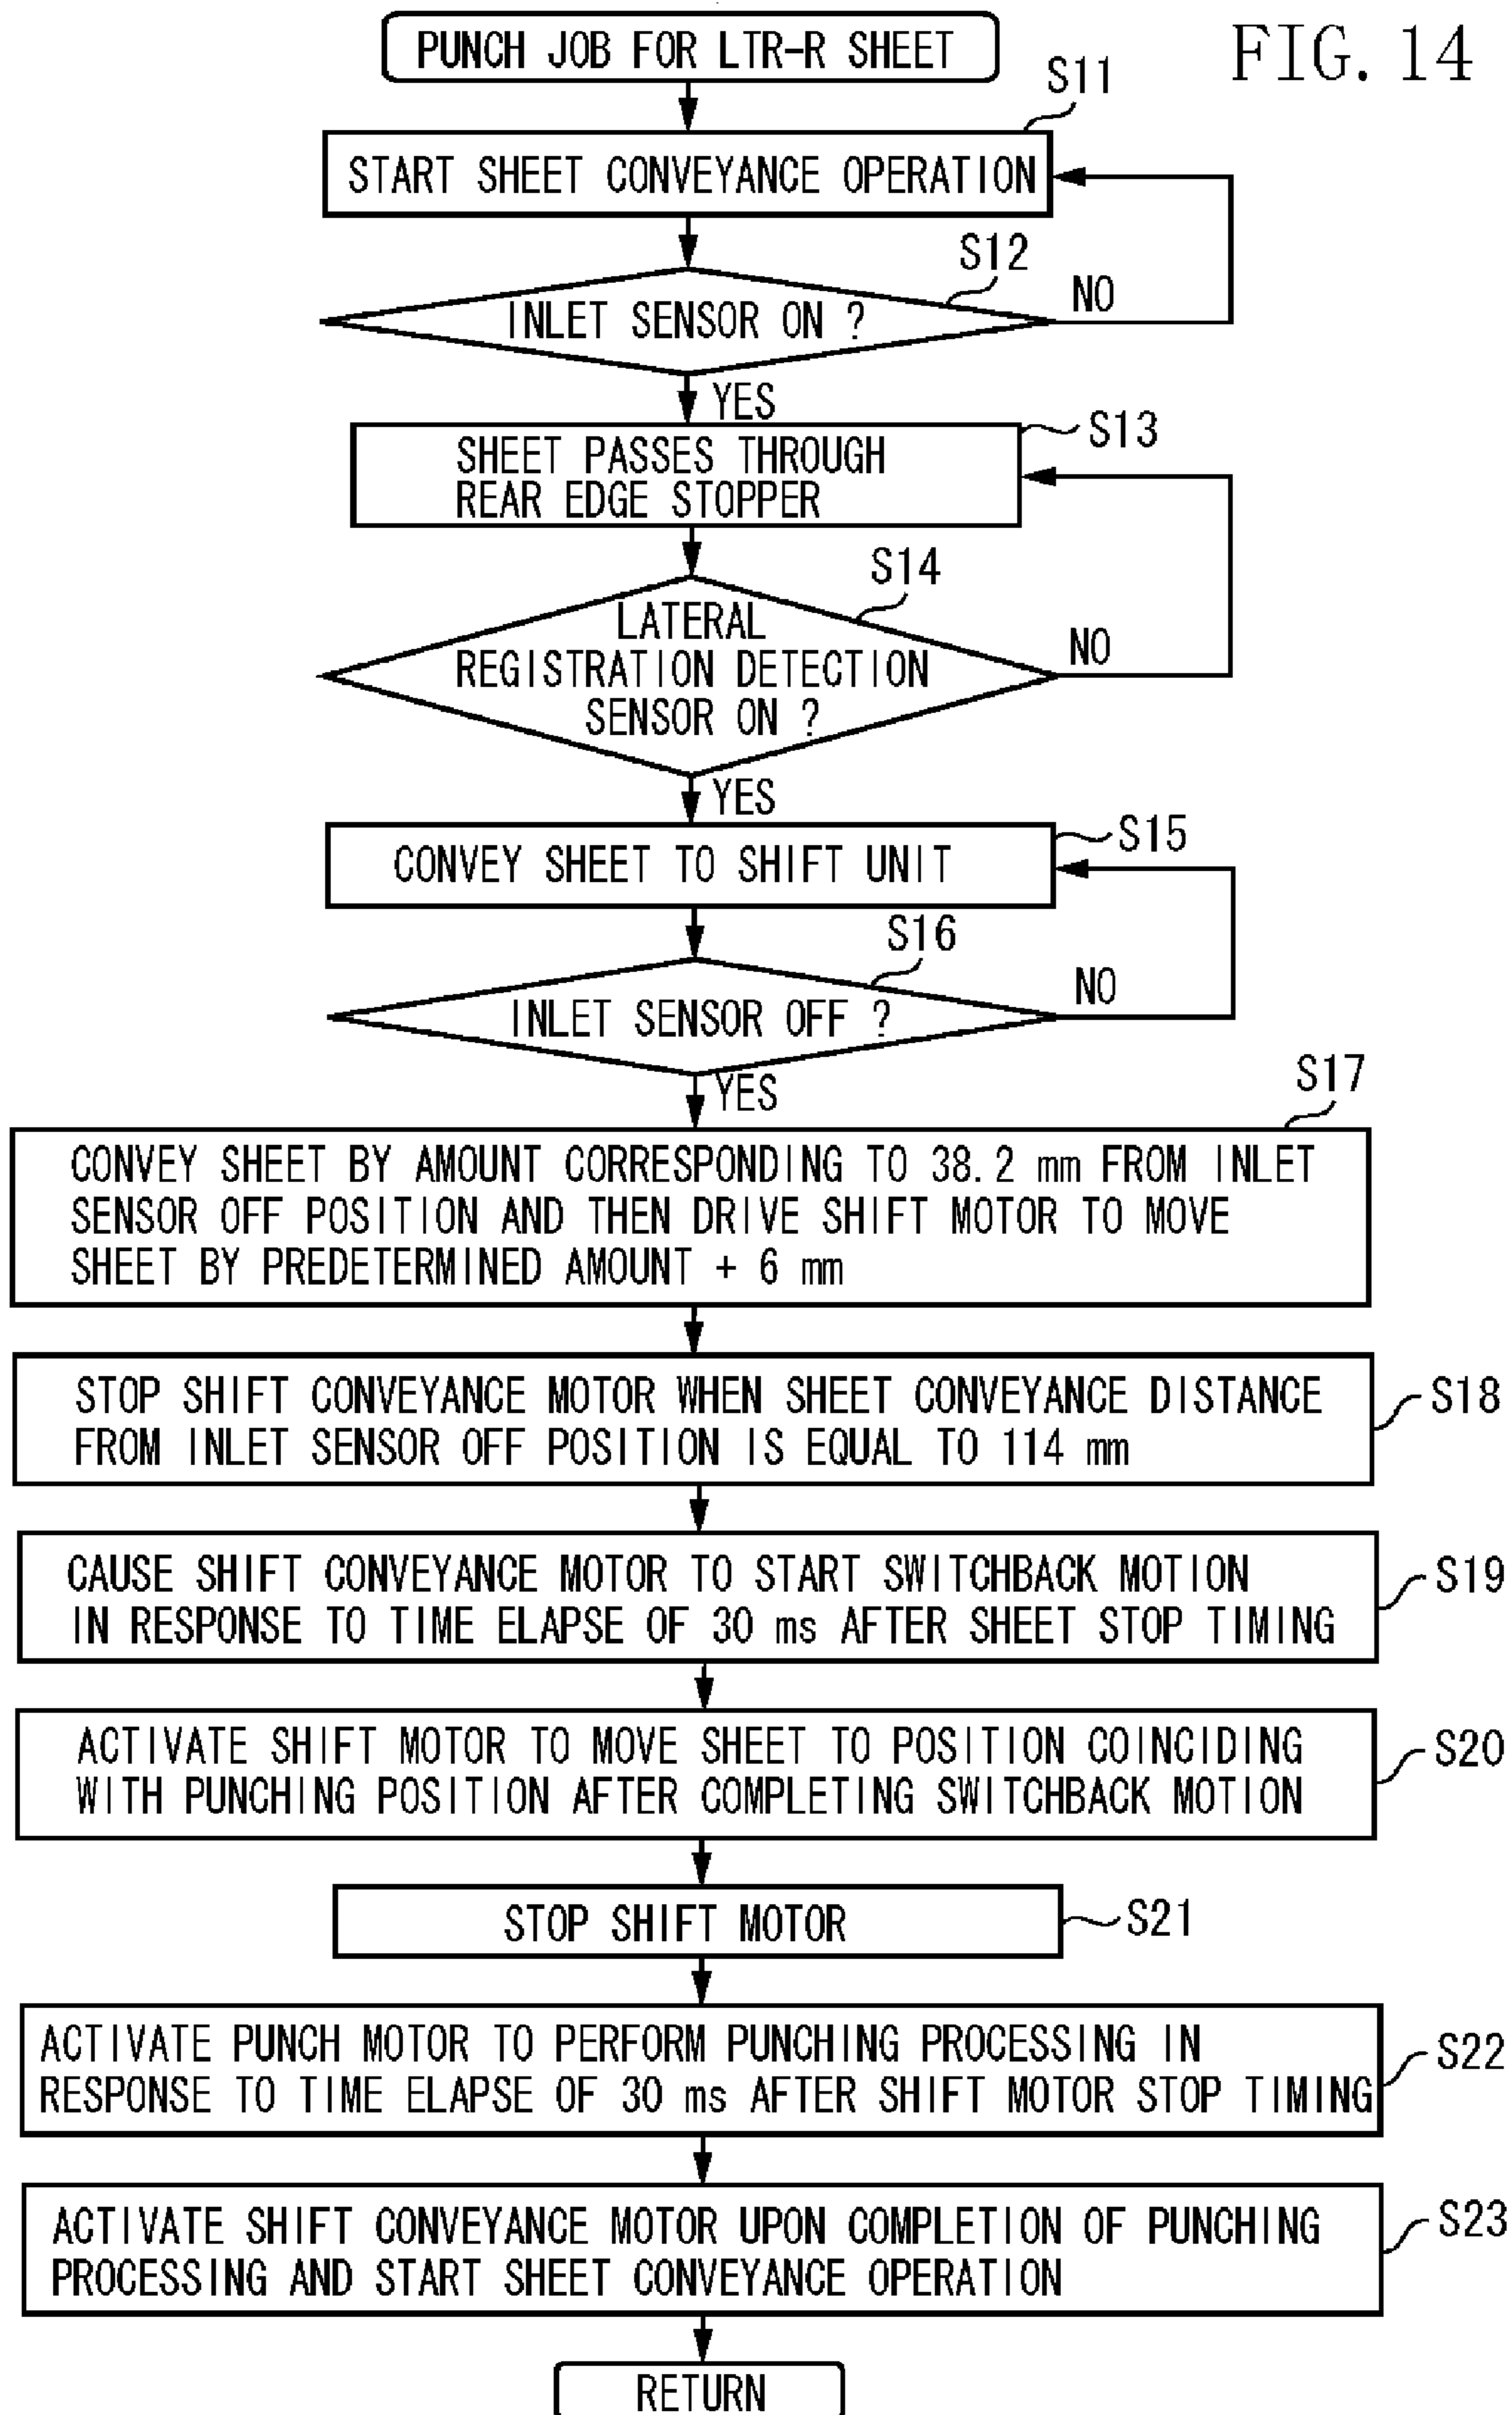 FIG. 14
PUNCH JOB FOR LTR-R SHEET
S11
START SHEET CONVEYANCE OPERATION
S12
INLET SENSOR ON ?
NO
YES
S13
SHEET PASSES THROUGH
REAR EDGE STOPPER
S14
LATERAL
REGISTRATION DETECTION
SENSOR ON ?
NO
YES
S15
CONVEY SHEET TO SHIFT UNIT
S16
INLET SENSOR OFF ?
NO
YES
S17
CONVEY SHEET BY AMOUNT CORRESPONDING TO 38.2 mm FROM INLET
SENSOR OFF POSITION AND THEN DRIVE SHIFT MOTOR TO MOVE
SHEET BY PREDETERMINED AMOUNT + 6 mm
STOP SHIFT CONVEYANCE MOTOR WHEN SHEET CONVEYANCE DISTANCE
FROM INLET SENSOR OFF POSITION IS EQUAL TO 114 mm
S18
CAUSE SHIFT CONVEYANCE MOTOR TO START SWITCHBACK MOTION
IN RESPONSE TO TIME ELAPSE OF 30 ms AFTER SHEET STOP TIMING
S19
ACTIVATE SHIFT MOTOR TO MOVE SHEET TO POSITION COINCIDING
WITH PUNCHING POSITION AFTER COMPLETING SWITCHBACK MOTION
S20
STOP SHIFT MOTOR
S21
ACTIVATE PUNCH MOTOR TO PERFORM PUNCHING PROCESSING IN
RESPONSE TO TIME ELAPSE OF 30 ms AFTER SHIFT MOTOR STOP TIMING
S22
ACTIVATE SHIFT CONVEYANCE MOTOR UPON COMPLETION OF PUNCHING
PROCESSING AND START SHEET CONVEYANCE OPERATION
S23
RETURN